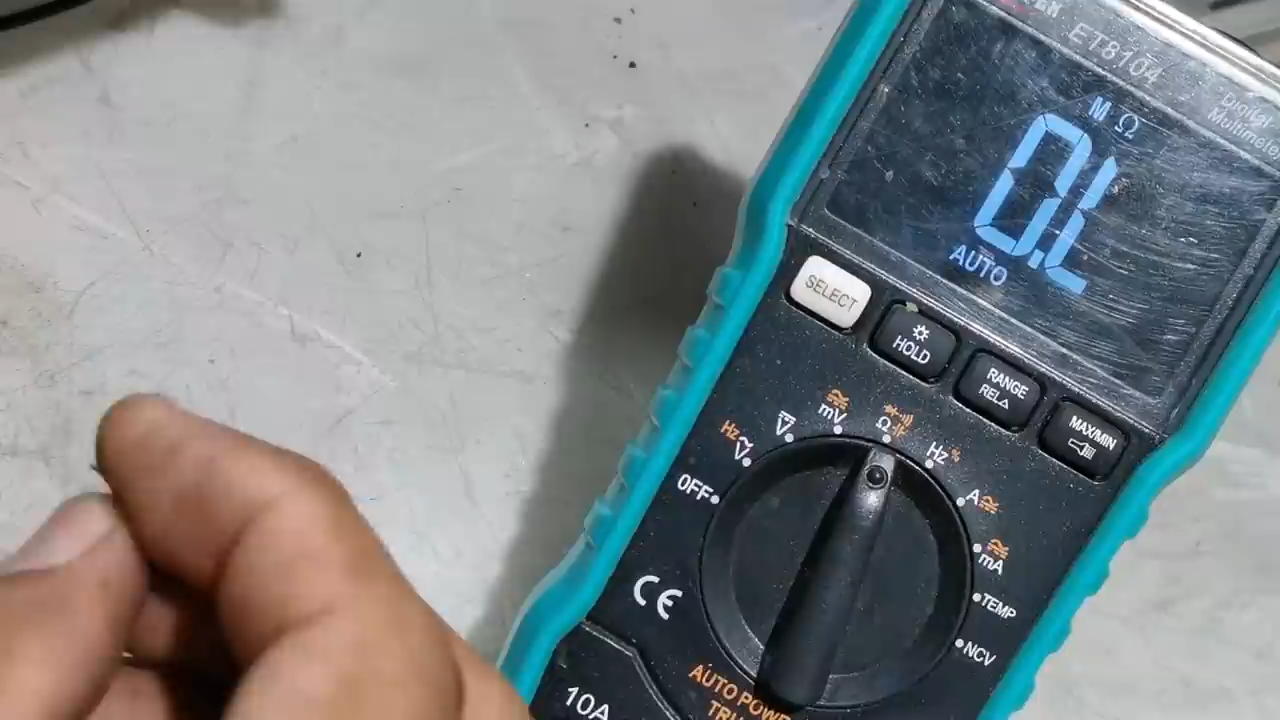 ET8104
Digital
Multimeter
M Ω
0.L
AUTO
SELECT
HOLD
RANGE
REL△
MAX/MIN
mV
Ω
Hz %
Hz
V
OFF
A
mA
TEMP
NCV
CE
10A
AUTO POWE